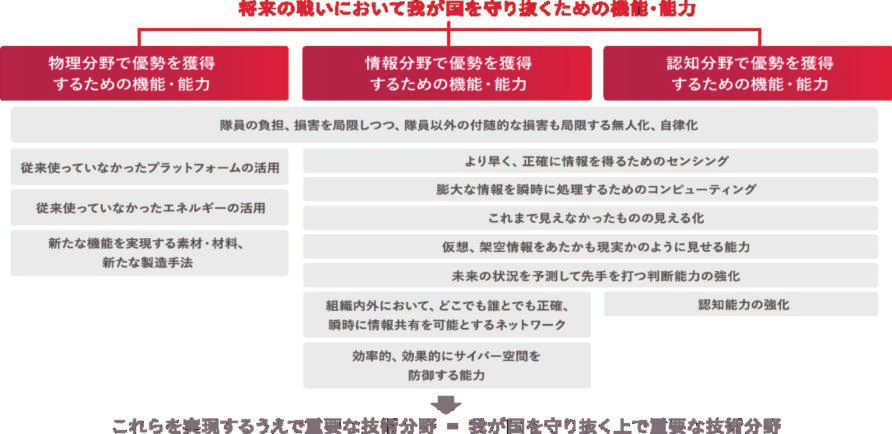 将来の戦いにおいて我が国を守り抜くための機能・能力
物理分野で優勢を獲得
するための機能・能力
情報分野で優勢を獲得
するための機能・能力
認知分野で優勢を獲得
するための機能・能力
隊員の負担、損害を局限しつつ、隊員以外の付随的な損害も局限する無人化、自律化
従来使っていなかったプラットフォームの活用
従来使っていなかったエネルギーの活用
新たな機能を実現する素材・材料、
新たな製造手法
より早く、正確に情報を得るためのセンシング
膨大な情報を瞬時に処理するためのコンピューティング
これまで見えなかったものの見える化
仮想、架空情報をあたかも現実かのように見せる能力
未来の状況を予測して先手を打つ判断能力の強化
組織内外において、どこでも誰とでも正確、
瞬時に情報共有を可能とするネットワーク
認知能力の強化
効率的、効果的にサイバー空間を
防御する能力
これらを実現するうえで重要な技術分野 = 我が国を守り抜く上で重要な技術分野